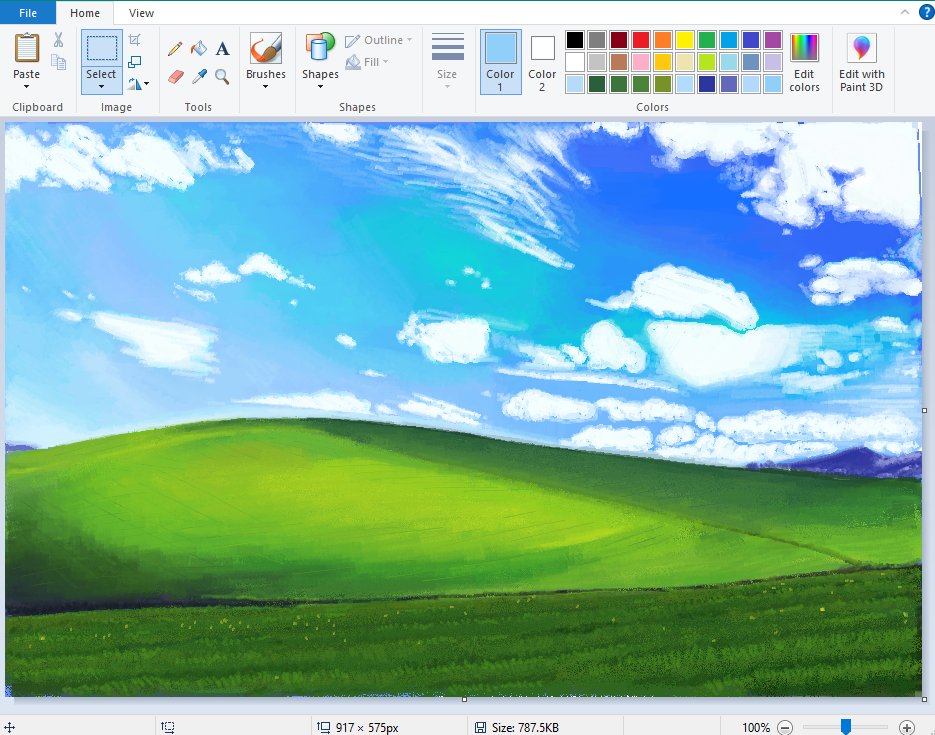 File Home View
?
Paste
Select
A
Brushes
Shapes
Outline
Fill
Size
Color 1
Color 2
Edit colors
Edit with Paint 3D
Clipboard
Image
Tools
Shapes
Colors
917 × 575px
Size: 787.5KB
100%